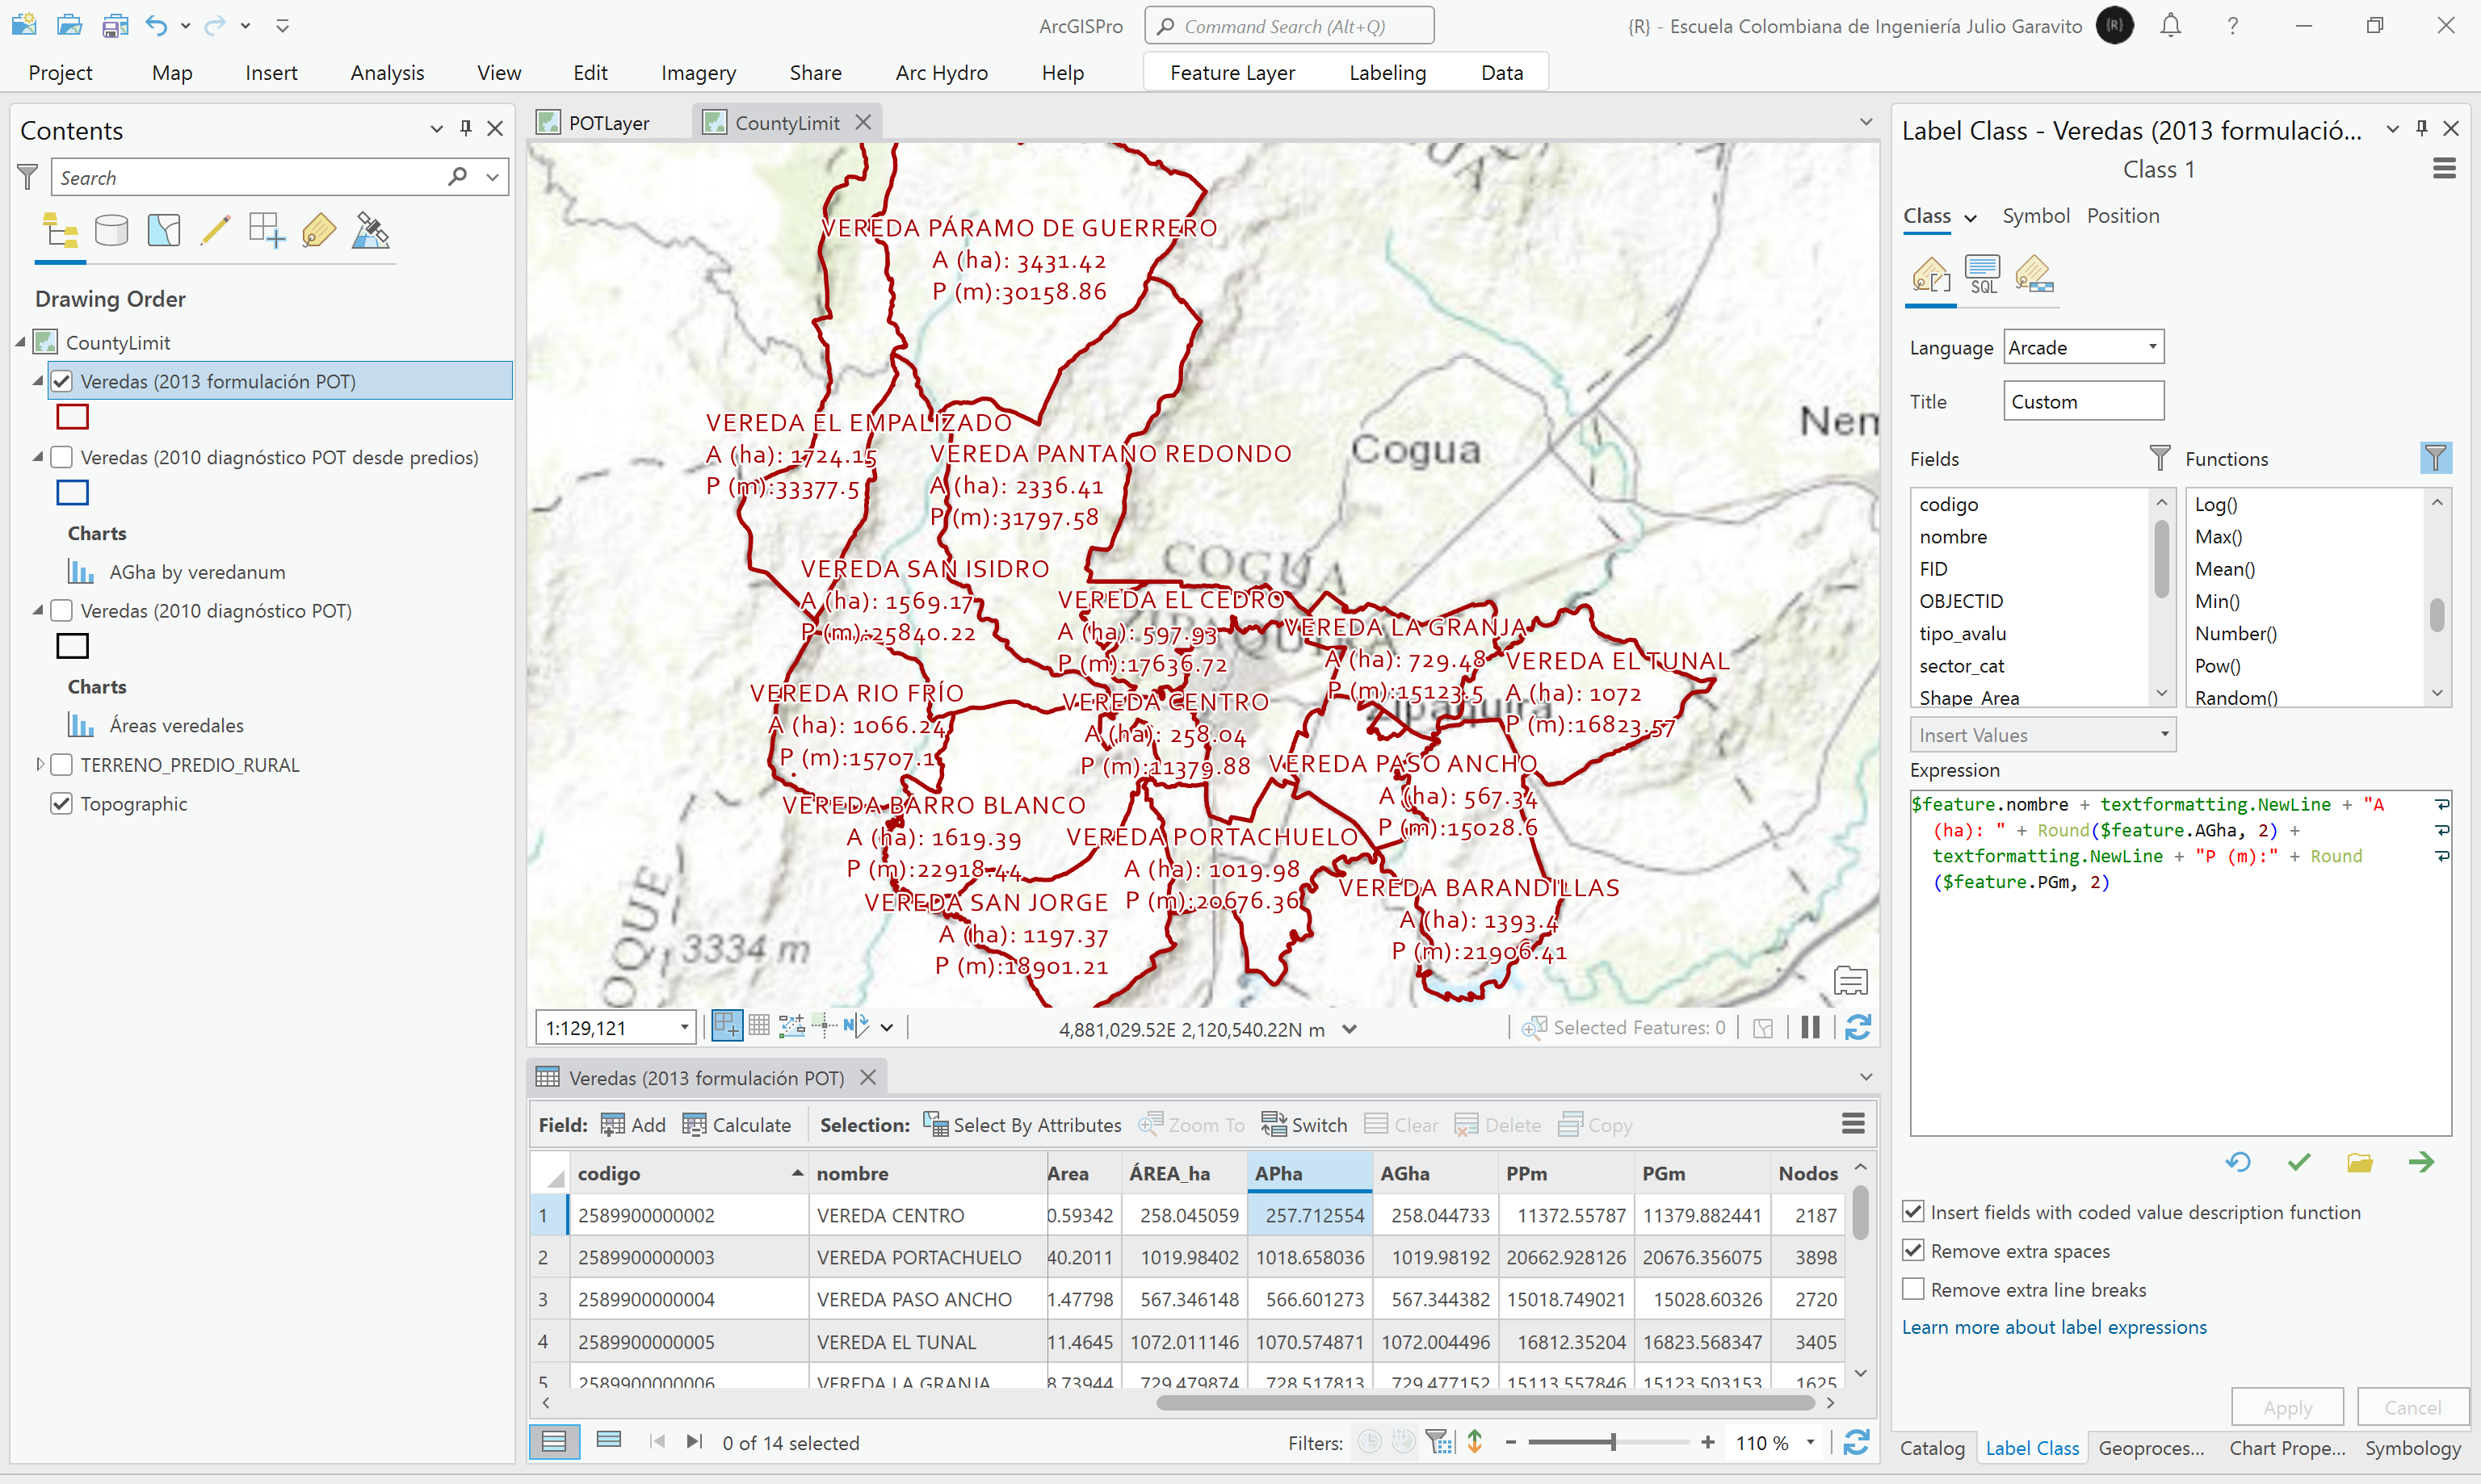 ArcGISPro
Command Search (Alt+Q)
{R} - Escuela Colombiana de Ingeniería Julio Garavito
{R}
Project Map Insert Analysis View Edit Imagery Share Arc Hydro Help Feature Layer Labeling Data
Contents
Search
Drawing Order
CountyLimit
Veredas (2013 formulación POT)
Veredas (2010 diagnóstico POT desde predios)
Charts
AGha by veredanum
Veredas (2010 diagnóstico POT)
Charts
Áreas veredales
TERRENO_PREDIO_RURAL
Topographic
POTLayer
CountyLimit
VEREDA PÁRAMO DE GUERRERO
A (ha): 3431.42
P (m):30158.86
VEREDA EL EMPALIZADO
A (ha): 1724.15
P (m):33377.5
VEREDA PANTANO REDONDO
A (ha): 2336.41
P (m):31797.58
Cogua
COGUA
VEREDA SAN ISIDRO
A (ha): 1569.17
P (m):25840.22
VEREDA EL CEDRO
A (ha): 597.93
P (m):17636.72
VEREDA LA GRANJA
A (ha): 729.48
P (m):15123.5
VEREDA EL TUNAL
A (ha): 1072
P (m):16823.57
VEREDA RIO FRÍO
A (ha): 1066.24
P (m):15707.1
VEREDA CENTRO
A (ha): 258.04
P (m):11379.88
VEREDA PASO ANCHO
A (ha): 567.34
P (m):15028.6
VEREDA BARRO BLANCO
A (ha): 1619.39
P (m):22918.44
VEREDA PORTACHUELO
A (ha): 1019.98
P (m):20676.36
VEREDA SAN JORGE
A (ha): 1197.37
P (m):18901.21
VEREDA BARANDILLAS
A (ha): 1393.4
P (m):21906.41
3334 m
1:129,121
4,881,029.52E 2,120,540.22N m
Selected Features: 0
Veredas (2013 formulación POT)
Field: Add Calculate Selection: Select By Attributes Zoom To Switch Clear Delete Copy
codigo nombre Area ÁREA_ha APha AGha PPm PGm Nodos
1 2589900000002 VEREDA CENTRO 0.59342 258.045059 257.712554 258.044733 11372.55787 11379.882441 2187
2 2589900000003 VEREDA PORTACHUELO 40.2011 1019.98402 1018.658036 1019.98192 20662.928126 20676.356075 3898
3 2589900000004 VEREDA PASO ANCHO 1.47798 567.346148 566.601273 567.344382 15018.749021 15028.60326 2720
4 2589900000005 VEREDA EL TUNAL 11.4645 1072.011146 1070.574871 1072.004496 16812.35204 16823.568347 3405
5 2589900000006 VEREDA LA GRANJA 8.73944 729.479874 728.517813 729.477152 15113.557846 15123.503153 1625
0 of 14 selected
Filters:
110 %
Label Class - Veredas (2013 formulació...
Class 1
Class Symbol Position
SQL
Language Arcade
Title Custom
Fields
Functions
codigo
nombre
FID
OBJECTID
tipo_avalu
sector_cat
Shape_Area
Log()
Max()
Mean()
Min()
Number()
Pow()
Random()
Insert Values
Expression
$feature.nombre + textformatting.NewLine + "A
(ha): " + Round($feature.AGha, 2) +
textformatting.NewLine + "P (m):" + Round
($feature.PGm, 2)
Insert fields with coded value description function
Remove extra spaces
Remove extra line breaks
Learn more about label expressions
Apply Cancel
Catalog Label Class Geoproces... Chart Prope... Symbology